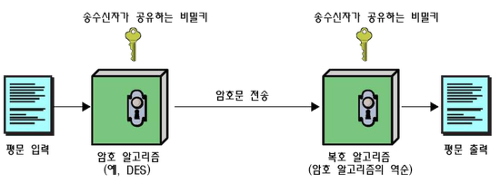 송수신자가 공유하는 비밀키
송수신자가 공유하는 비밀키
암호문 전송
평문 입력
암호 알고리즘
(예, DES)
복호 알고리즘
(암호 알고리즘의 역순)
평문 출력